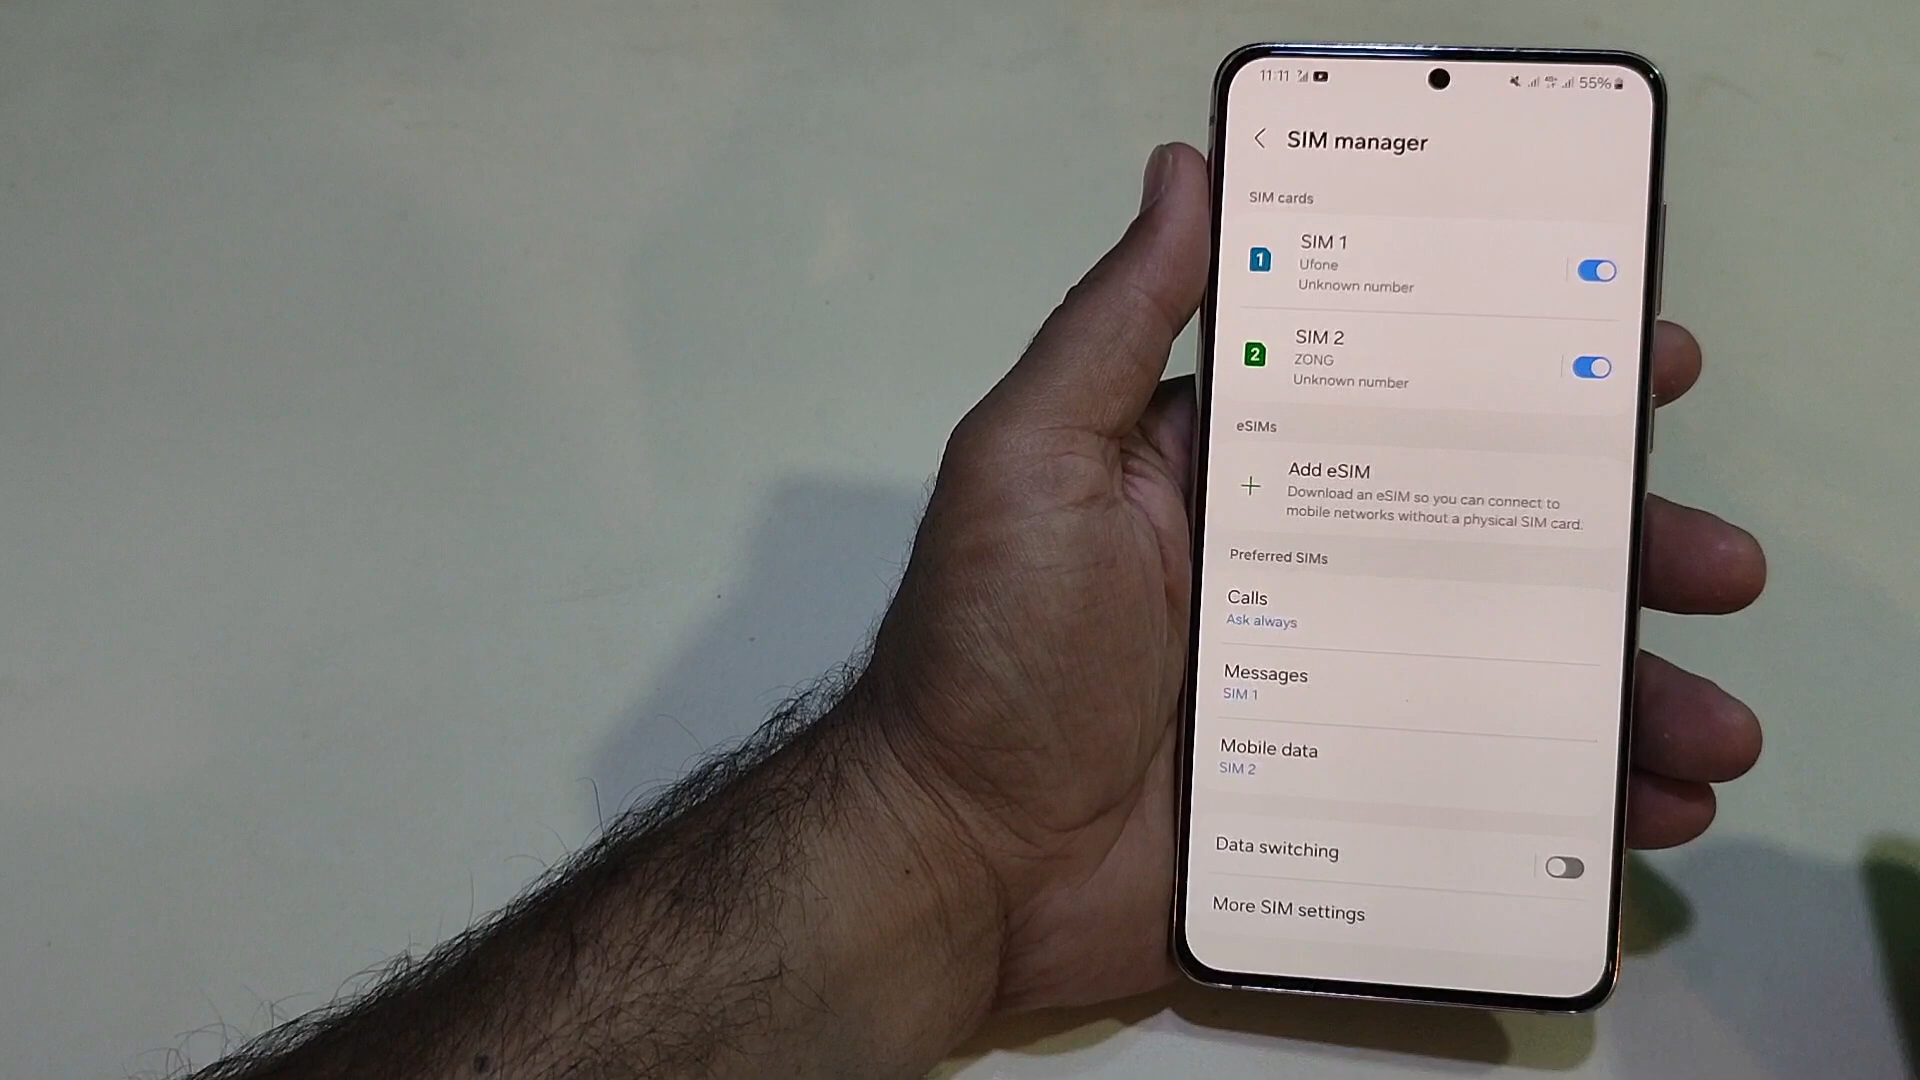 11:11
55%
SIM manager
SIM cards
1
SIM 1
Ufone
Unknown number
2
SIM 2
ZONG
Unknown number
eSIMs
Add eSIM
Download an eSIM so you can connect to
mobile networks without a physical SIM card.
Preferred SIMs
Calls
Ask always
Messages
SIM 1
Mobile data
SIM 2
Data switching
More SIM settings